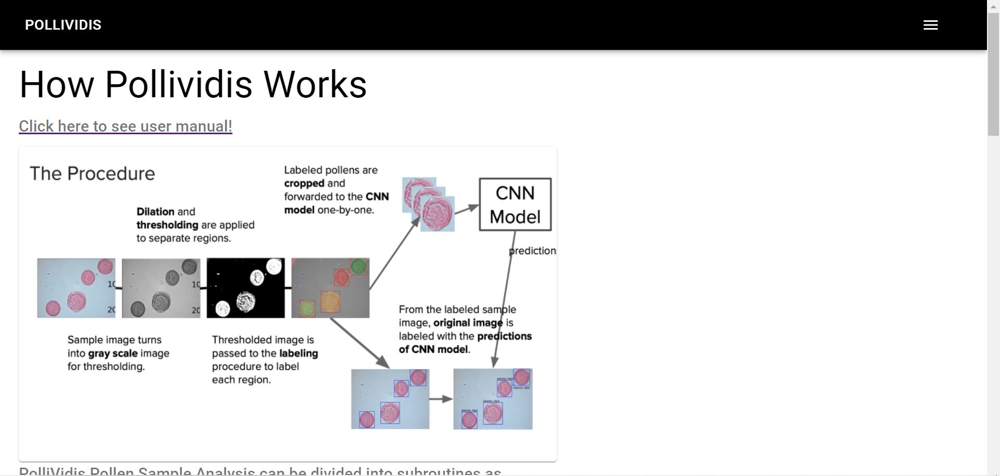 POLLIVIDIS
How Pollividis Works
Click here to see user manual!
The Procedure
Labeled pollens are
cropped and
forwarded to the CNN
model one-by-one.
CNN
Model
Dilation and
thresholding are applied
to separate regions.
prediction
10
10
20
20
From the labeled sample
image, original image is
labeled with the predictions
of CNN model.
Sample image turns
into gray scale image
for thresholding.
Thresholded image is
passed to the labeling
procedure to label
each region.
PolliVidis Pollen Sample Analysis can be divided into subroutines as